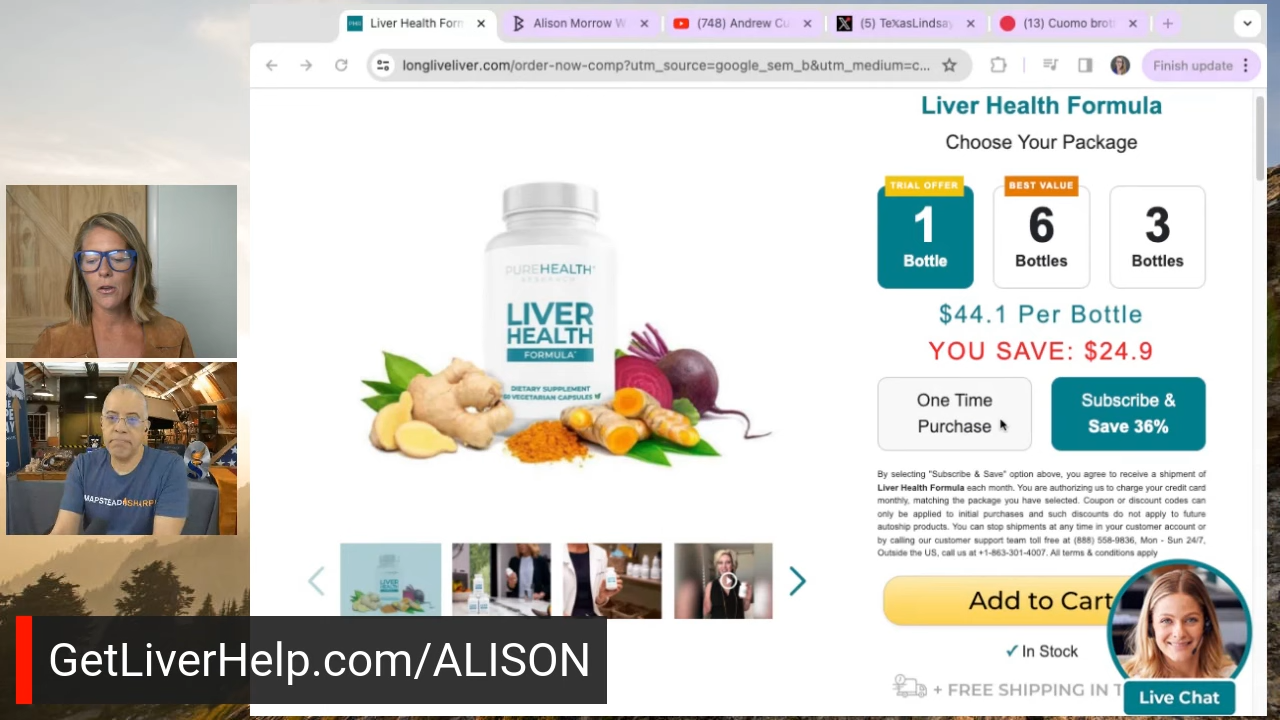 Liver Health Form
Alison Morrow W
(748) Andrew Cu
(5) TexasLindsay
(13) Cuomo brot
longliveliver.com/order-now-comp?utm_source=google_sem_b&utm_medium=c...
Finish update
Liver Health Formula
Choose Your Package
TRIAL OFFER
1
Bottle
BEST VALUE
6
Bottles
3
Bottles
$44.1 Per Bottle
YOU SAVE: $24.9
One Time
Purchase
Subscribe &
Save 36%
By selecting "Subscribe & Save" option above, you agree to receive a shipment of
Liver Health Formula each month. You are authorizing us to charge your credit card
monthly, matching the package you have selected. Coupon or discount codes can
only be applied to initial purchases and such discounts do not apply to future
autoship products. You can stop shipments at any time in your customer account or
by calling our customer support team toll free at (888) 558-9836, Mon - Sun 24/7,
Outside the US, call us at +1-863-301-4007. All terms & conditions apply
Add to Cart
✓ In Stock
+ FREE SHIPPING IN T
Live Chat
PUREHEALTH
LIVER
HEALTH
FORMULA
DIETARY SUPPLEMENT
VEGETARIAN CAPSULES
LIVER
HEALTH
GetLiverHelp.com/ALISON